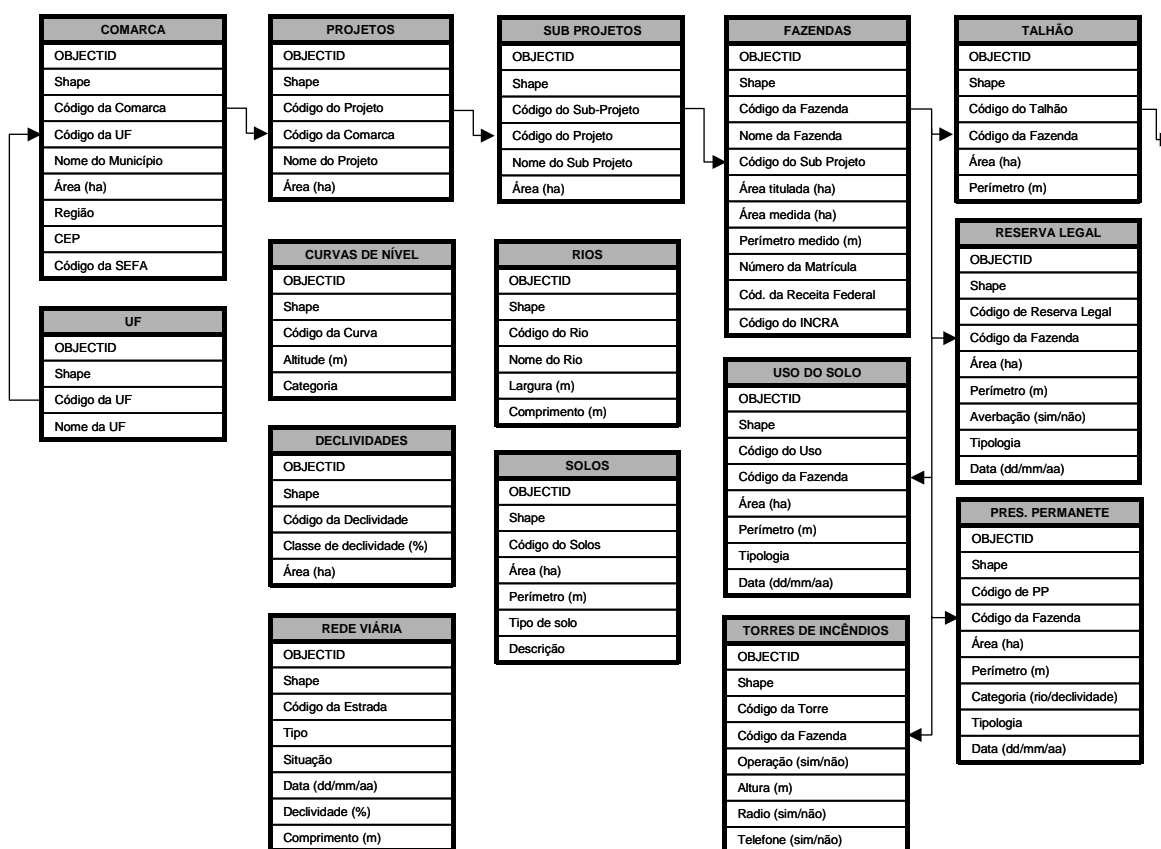 COMARCA
OBJECTID
Shape
Código da Comarca
Código da UF
Nome do Município
Área (ha)
Região
CEP
Código da SEFA
UF
OBJECTID
Shape
Código da UF
Nome da UF
PROJETOS
OBJECTID
Shape
Código do Projeto
Código da Comarca
Nome do Projeto
Área (ha)
CURVAS DE NÍVEL
OBJECTID
Shape
Código da Curva
Altitude (m)
Categoria
DECLIVIDADES
OBJECTID
Shape
Código da Declividade
Classe de declividade (%)
Área (ha)
REDE VIÁRIA
OBJECTID
Shape
Código da Estrada
Tipo
Situação
Data (dd/mm/aa)
Declividade (%)
Comprimento (m)
SUB PROJETOS
OBJECTID
Shape
Código do Sub-Projeto
Código do Projeto
Nome do Sub Projeto
Área (ha)
RIOS
OBJECTID
Shape
Código do Rio
Nome do Rio
Largura (m)
Comprimento (m)
SOLOS
OBJECTID
Shape
Código do Solos
Área (ha)
Perímetro (m)
Tipo de solo
Descrição
FAZENDAS
OBJECTID
Shape
Código da Fazenda
Nome da Fazenda
Código do Sub Projeto
Área titulada (ha)
Área medida (ha)
Perímetro medido (m)
Número da Matrícula
Cód. da Receita Federal
Código do INCRA
USO DO SOLO
OBJECTID
Shape
Código do Uso
Código da Fazenda
Área (ha)
Perímetro (m)
Tipologia
Data (dd/mm/aa)
TORRES DE INCÊNDIOS
OBJECTID
Shape
Código da Torre
Código da Fazenda
Operação (sim/não)
Altura (m)
Radio (sim/não)
Telefone (sim/não)
TALHÃO
OBJECTID
Shape
Código do Talhão
Código da Fazenda
Área (ha)
Perímetro (m)
RESERVA LEGAL
OBJECTID
Shape
Código de Reserva Legal
Código da Fazenda
Área (ha)
Perímetro (m)
Averbação (sim/não)
Tipologia
Data (dd/mm/aa)
PRES. PERMANETE
OBJECTID
Shape
Código de PP
Código da Fazenda
Área (ha)
Perímetro (m)
Categoria (rio/declividade)
Tipologia
Data (dd/mm/aa)